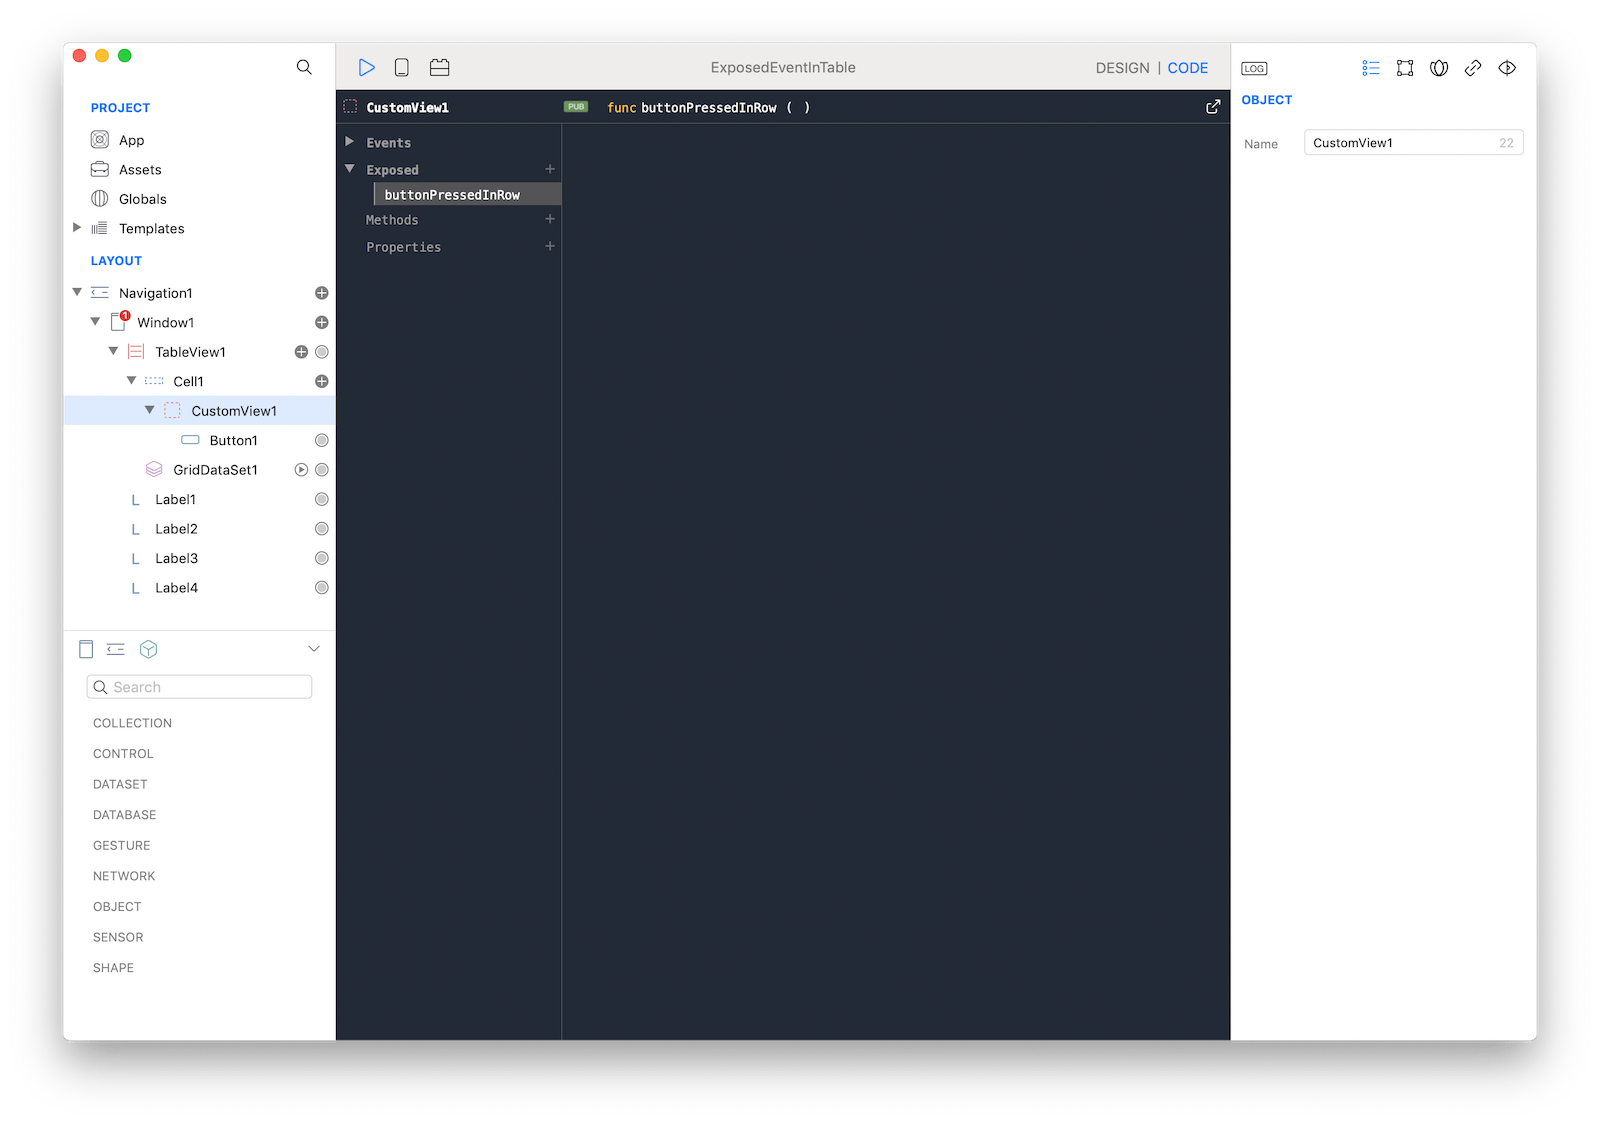 PROJECT
App
Assets
Globals
Templates
LAYOUT
Navigation1
1
Window1
TableView1
Cell1
CustomView1
Button1
GridDataSet1
L Label1
L Label2
L Label3
L Label4
Search
COLLECTION
CONTROL
DATASET
DATABASE
GESTURE
NETWORK
OBJECT
SENSOR
SHAPE
ExposedEventInTable
DESIGN | CODE
CustomView1
PUB func buttonPressedInRow ( )
Events
Exposed +
buttonPressedInRow
Methods +
Properties +
LOG
OBJECT
Name CustomView1 22